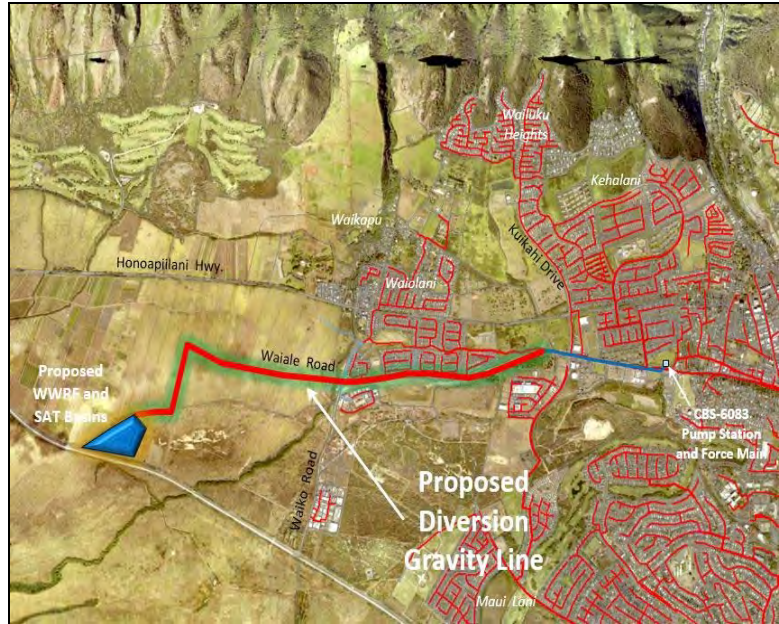 Wailuku
Heights
Kehalani
Waikapu
Kuikahi Drive
Honoapiilani Hwy.
Waiolani
Waiale Road
Proposed
WWRF and
SAT Basins
CBS-6083
Pump Station
and Force Main
Waiko Road
Proposed
Diversion
Gravity Line
Maui Lani